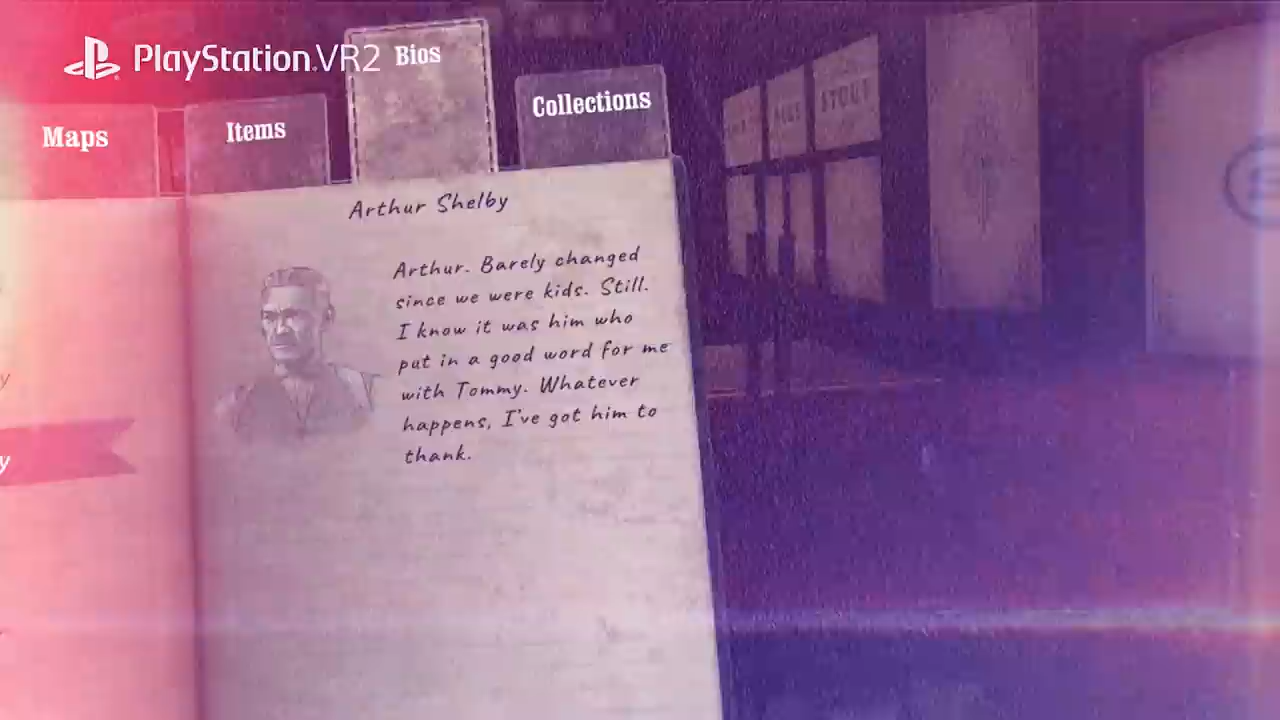 PlayStation.VR2
Bios
Collections
Items
Maps
Arthur Shelby
Arthur. Barely changed
since we were kids. Still.
I know it was him who
put in a good word for me
with Tommy. Whatever
happens, I've got him to
thank.
y
y
STOUT